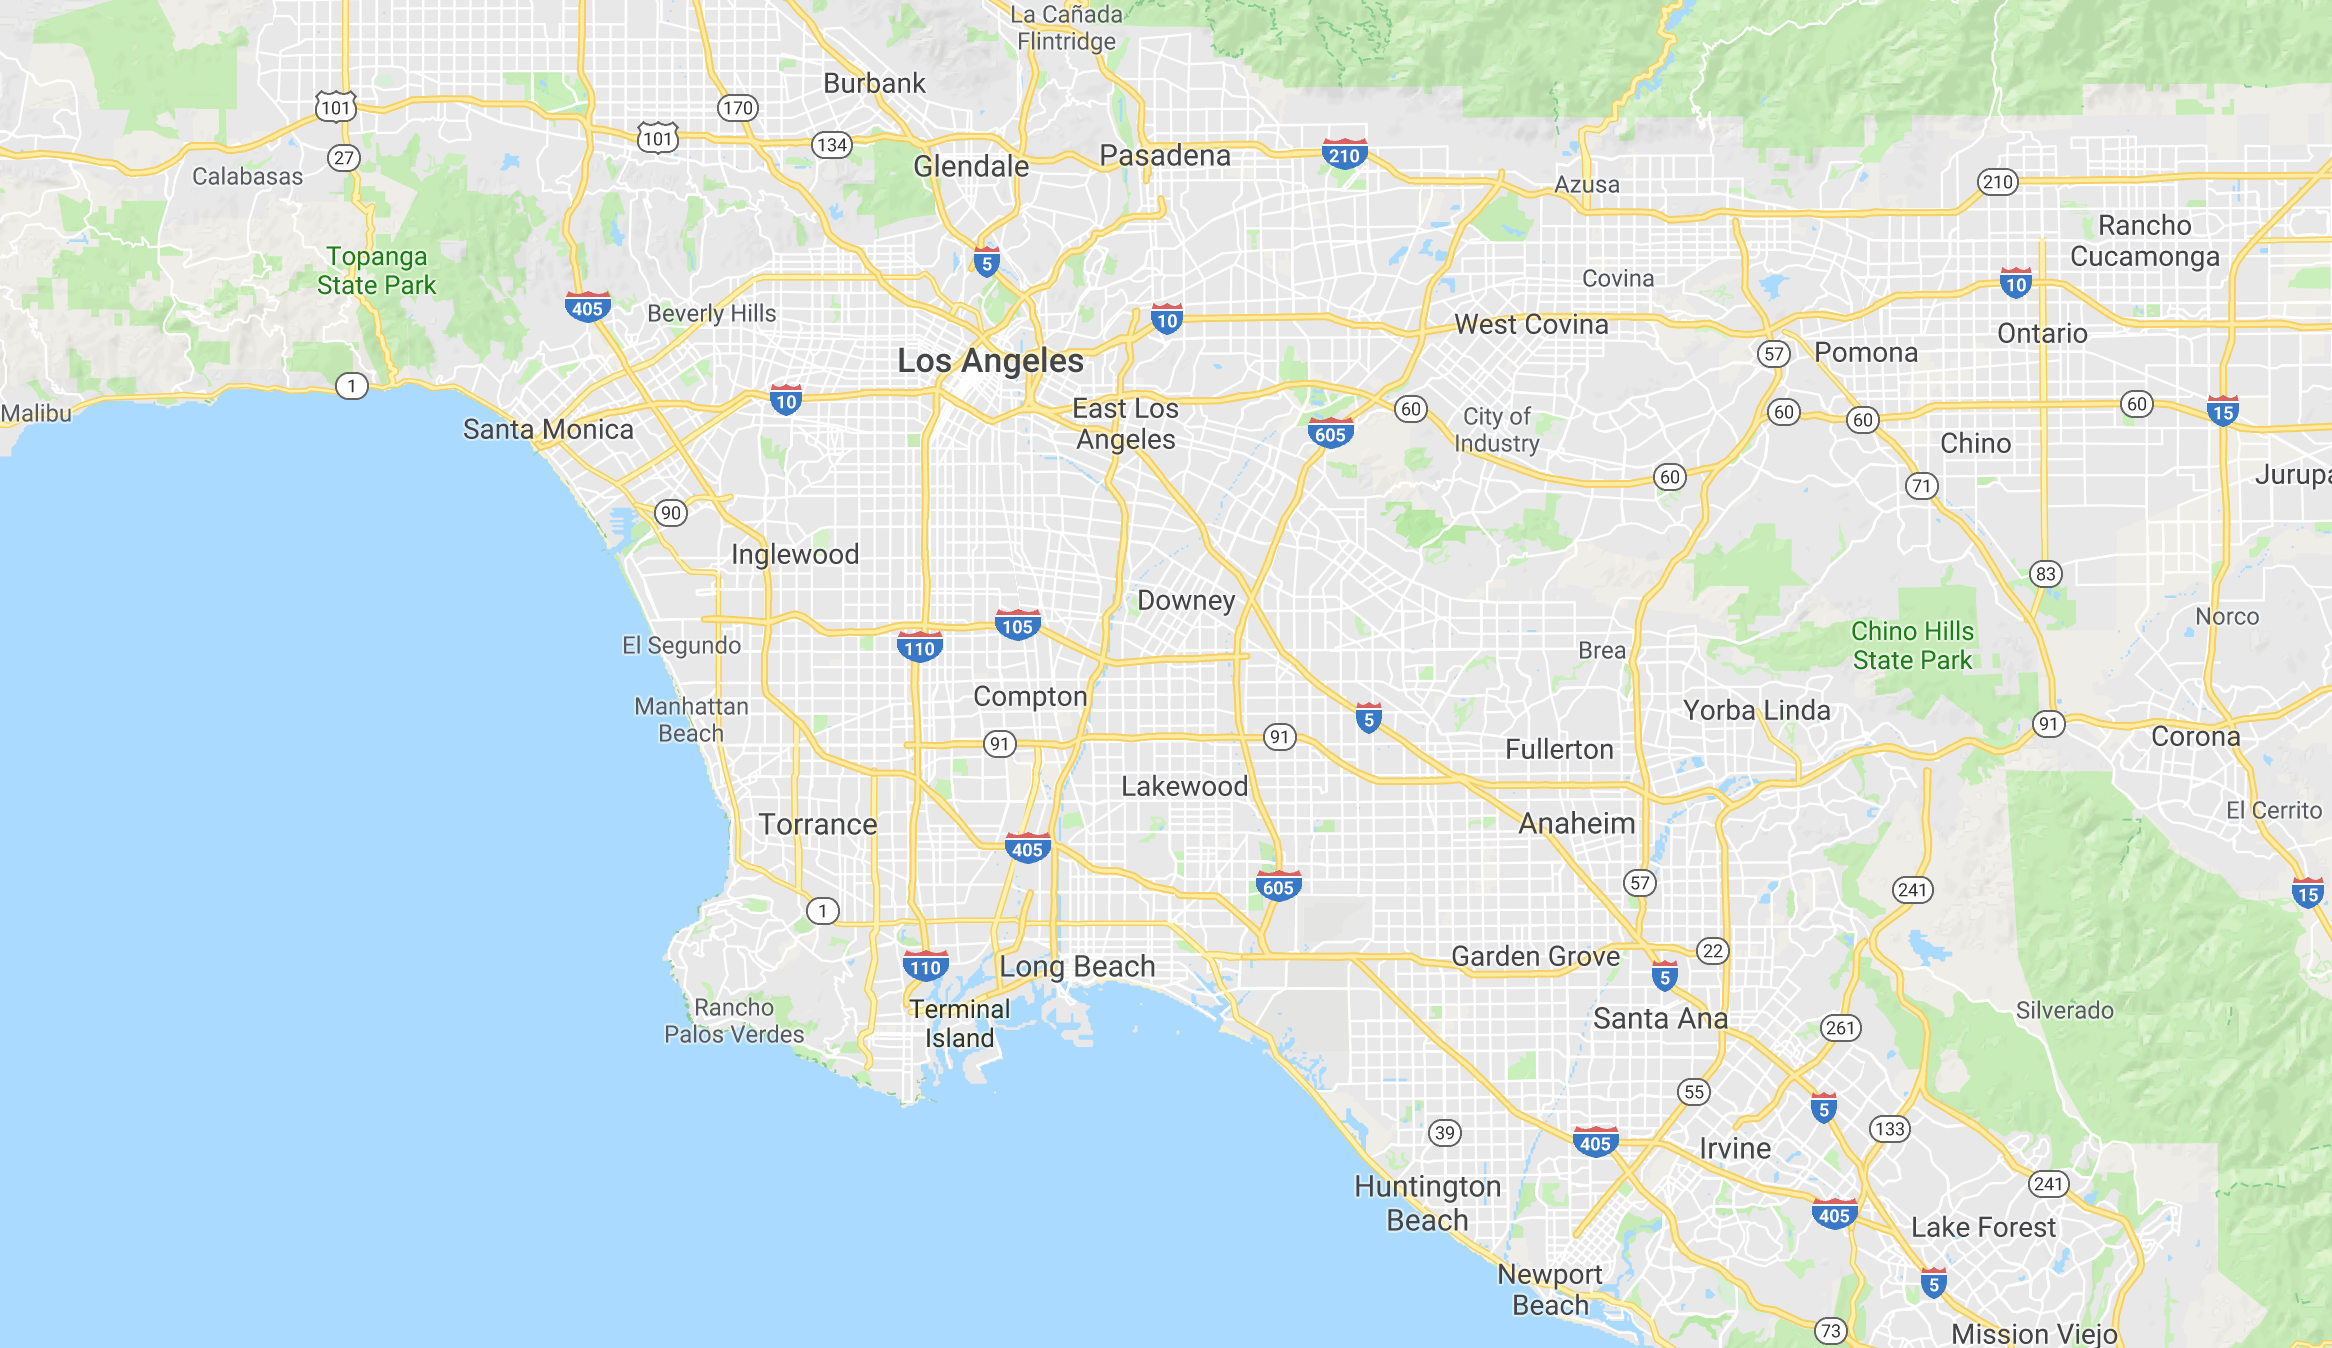 La Cañada
Flintridge
Burbank
101
170
101
134
27
Calabasas
Glendale
Pasadena
210
Azusa
210
Rancho
Cucamonga
Topanga
State Park
5
Covina
10
405
Beverly Hills
10
West Covina
Ontario
Los Angeles
57
Pomona
1
Malibu
10
East Los
Angeles
60
City of
Industry
60
60
60
15
Santa Monica
605
Chino
60
71
Jurupa
90
Inglewood
83
Downey
Norco
105
110
El Segundo
Brea
Chino Hills
State Park
Compton
Manhattan
Beach
5
Yorba Linda
91
91
91
Fullerton
Corona
Lakewood
Torrance
Anaheim
El Cerrito
405
605
57
241
15
1
110
Long Beach
Garden Grove
22
5
Rancho
Palos Verdes
Terminal
Island
Santa Ana
261
Silverado
55
5
39
405
Irvine
133
Huntington
Beach
241
405
Lake Forest
Newport
Beach
5
73
Mission Viejo